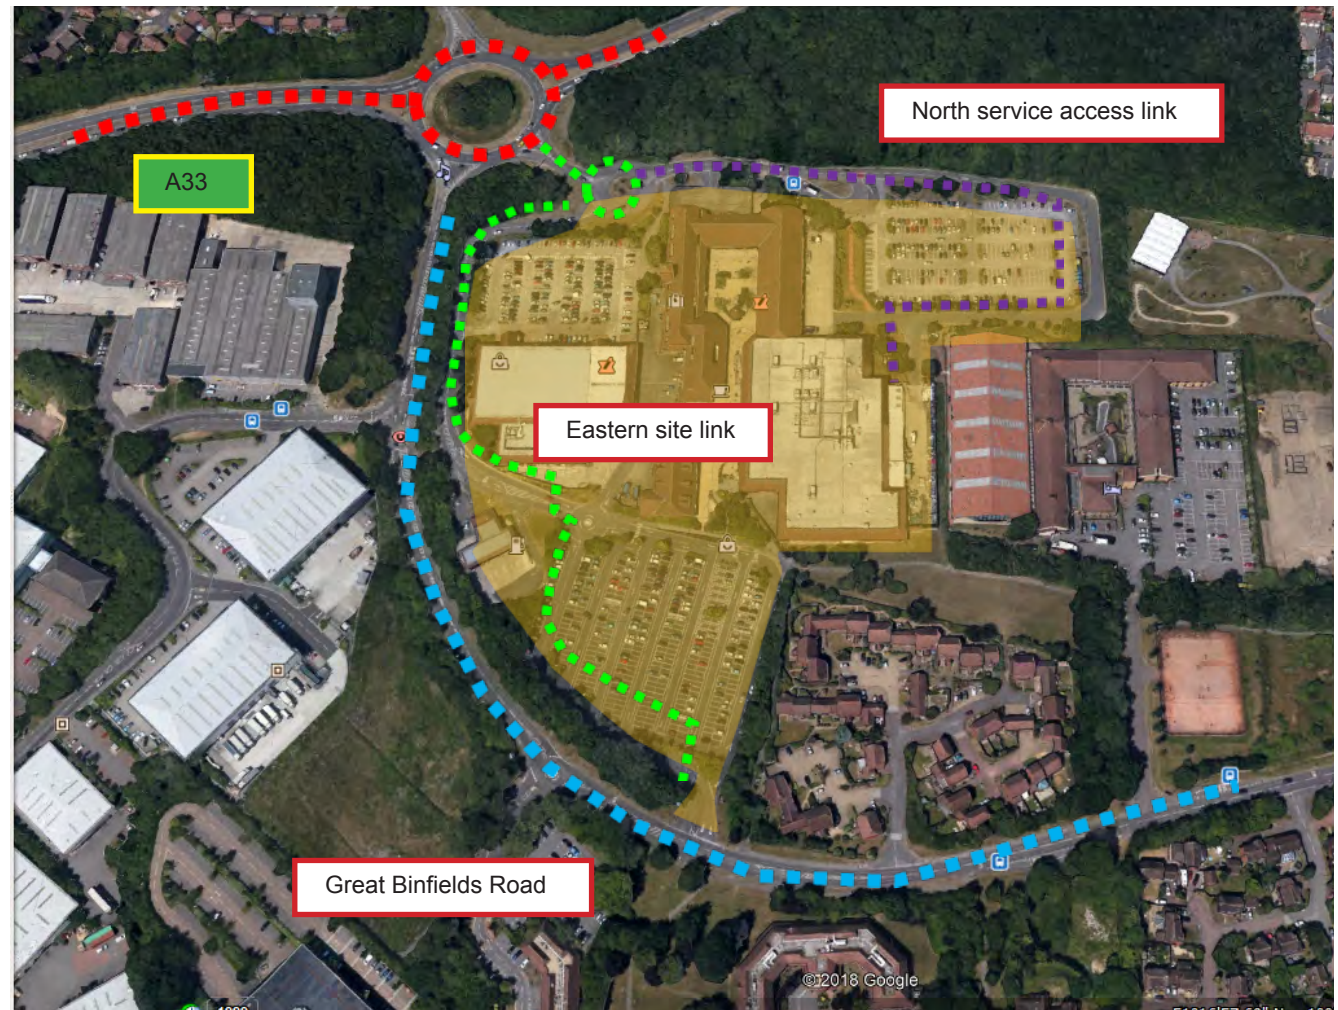 North service access link
A33
Eastern site link
Great Binfields Road
©2018 Google